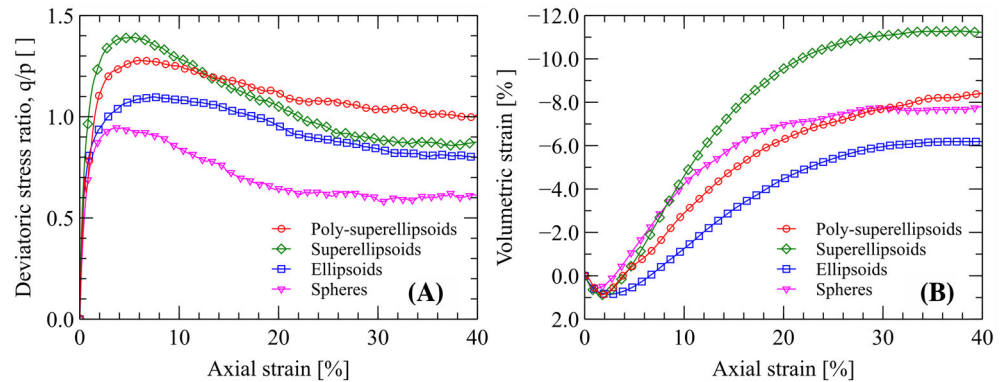 Deviatoric stress ratio, q/p [ ]
1.5
1.0
0.5
0.0
0
10
20
30
40
Axial strain [%]
Poly-superellipsoids
Superellipsoids
Ellipsoids
Spheres
(A)
Volumetric strain [% ]
−12.0
−10.0
−8.0
−6.0
−4.0
−2.0
0.0
2.0
0
10
20
30
40
Axial strain [%]
Poly-superellipsoids
Superellipsoids
Ellipsoids
Spheres
(B)